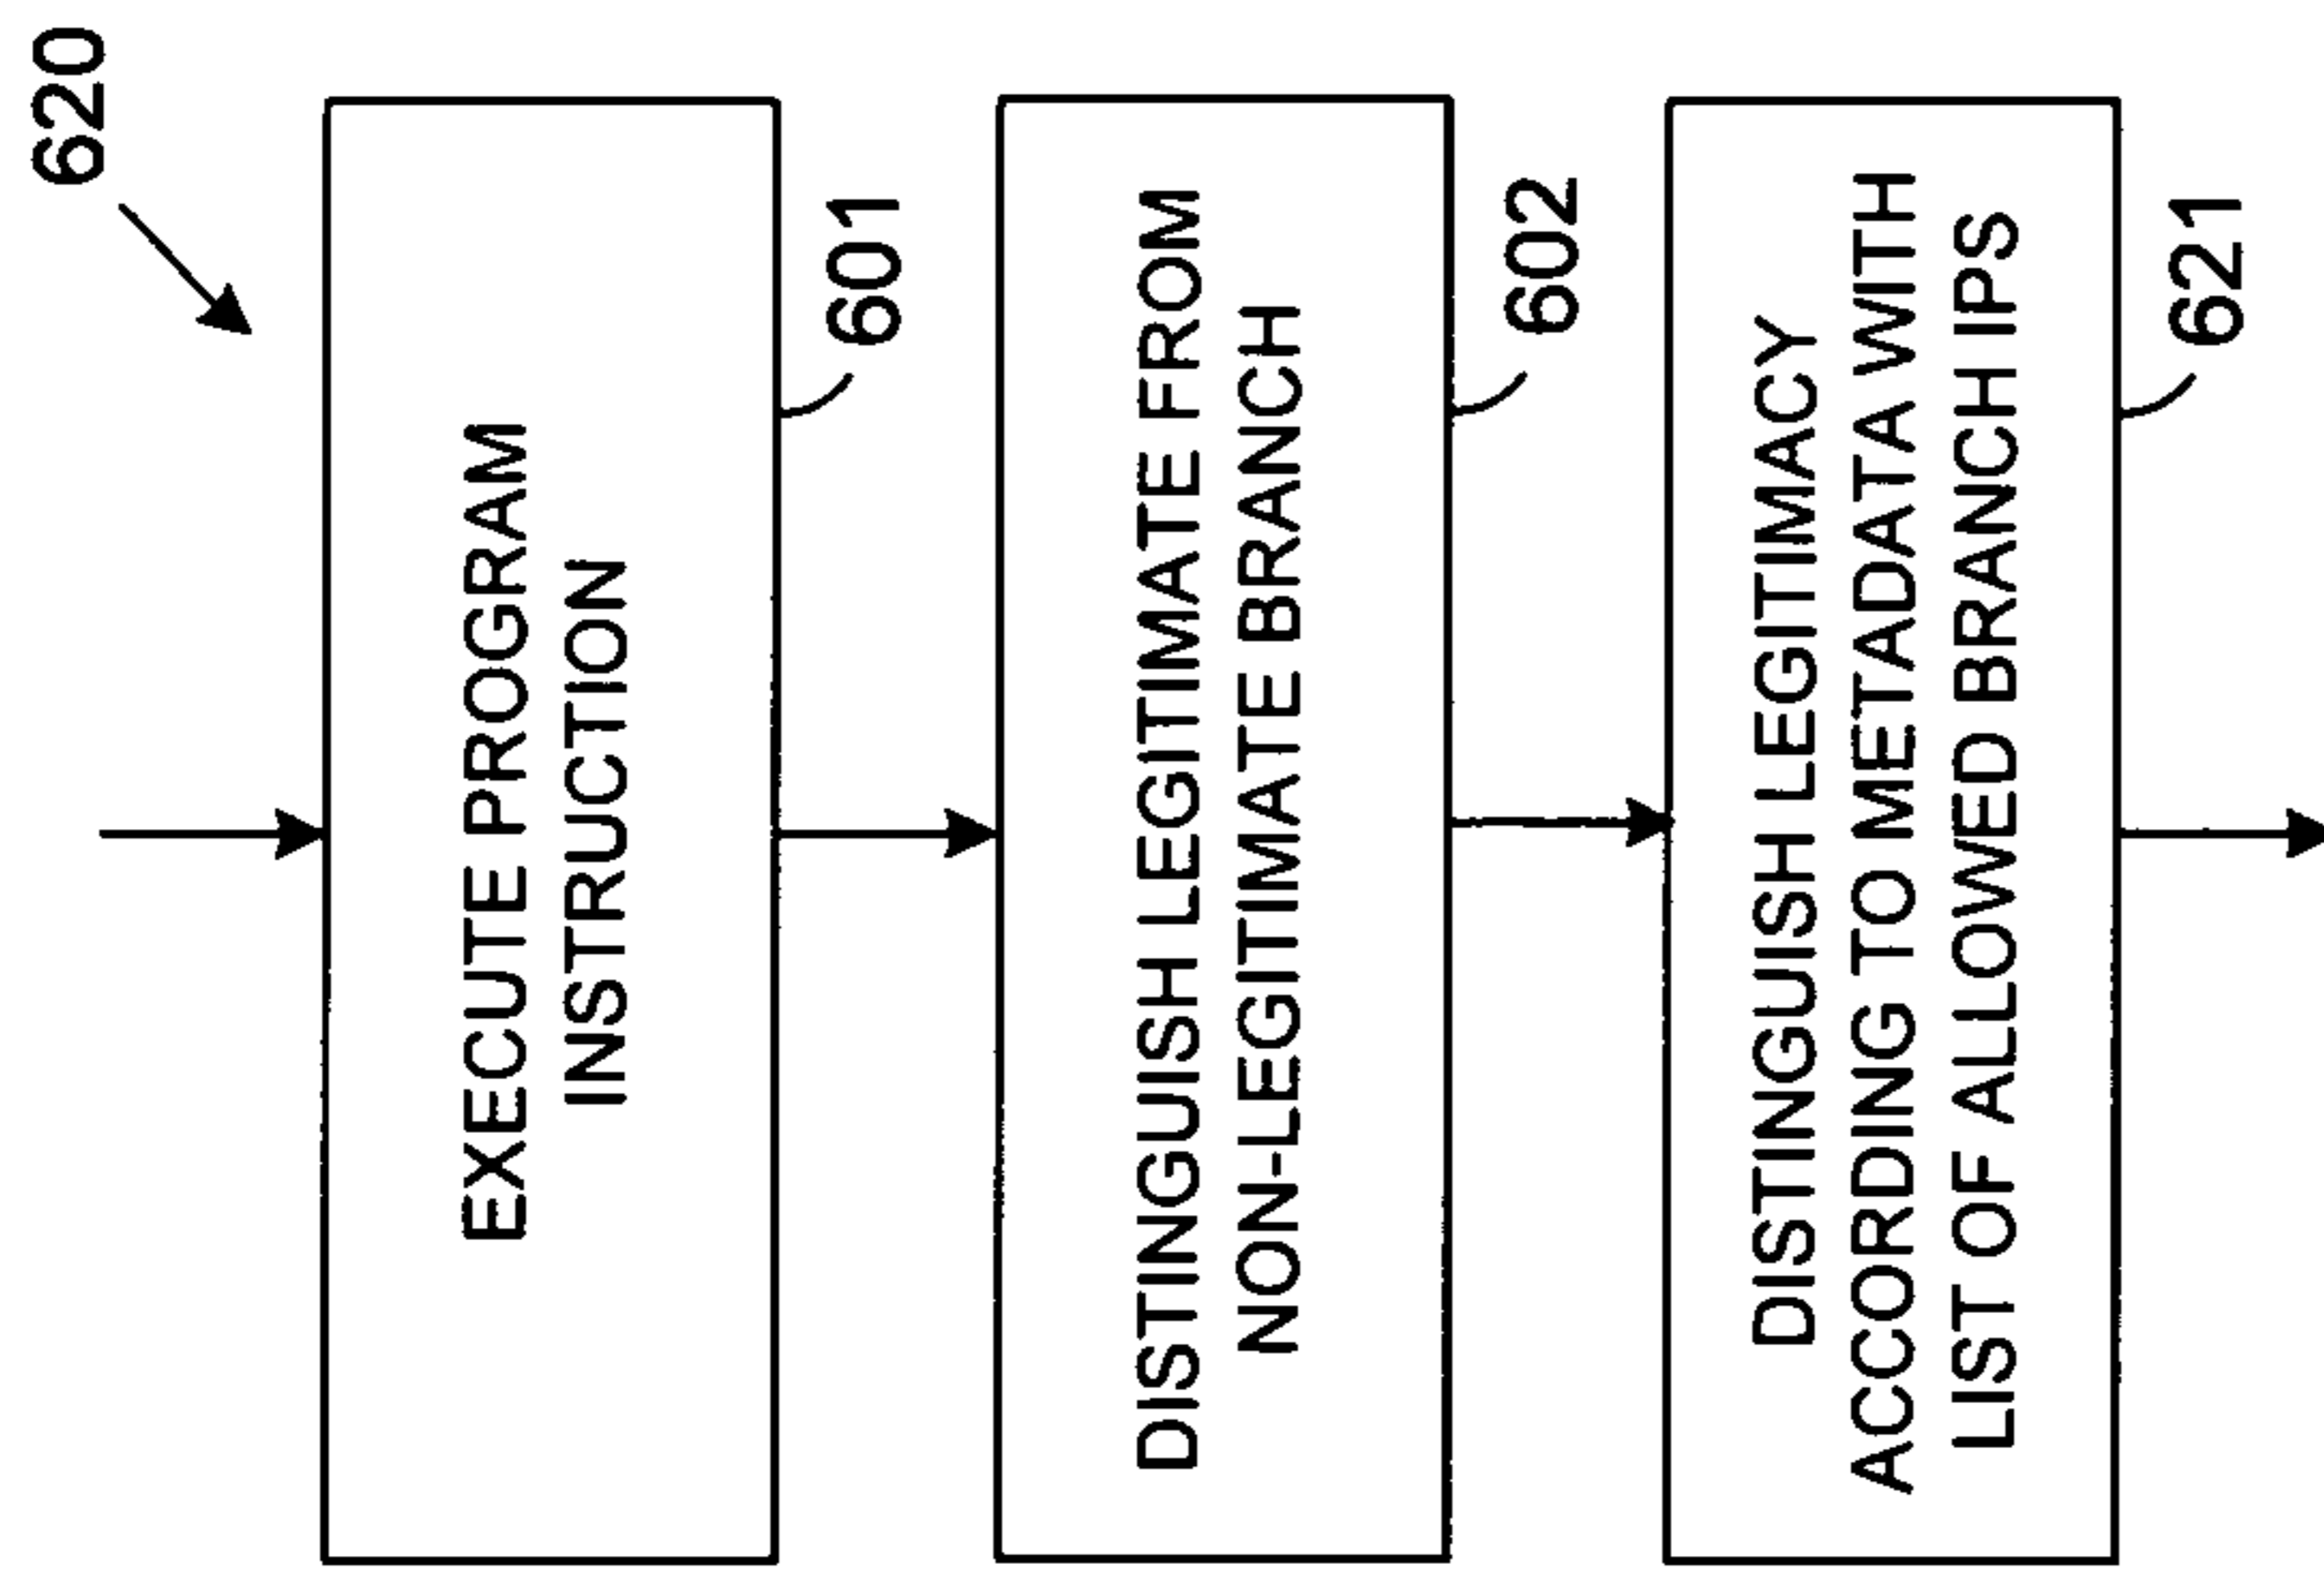 620
EXECUTE PROGRAM
INSTRUCTION
601
DISTINGUISH LEGITIMATE FROM
NON-LEGITIMATE BRANCH
602
DISTINGUISH LEGITIMACY
ACCORDING TO METADATA WITH
LIST OF ALLOWED BRANCH IPS
621